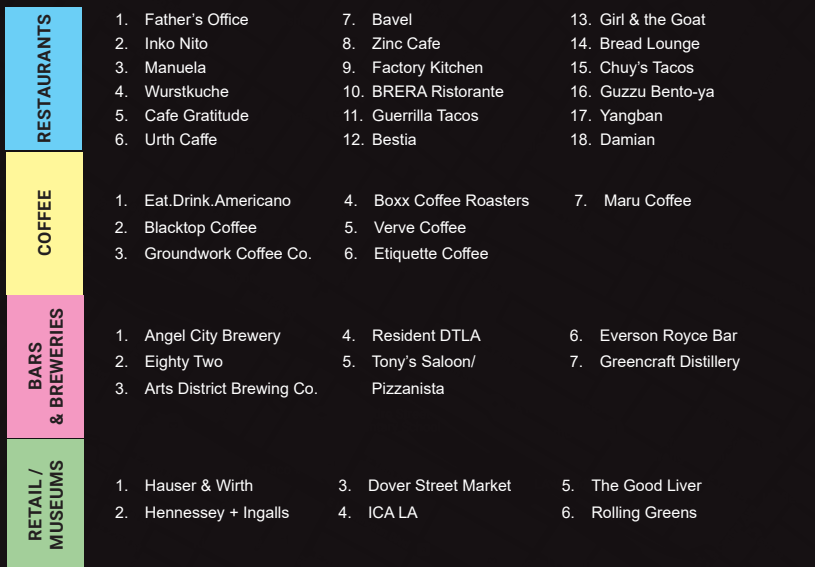 RESTAURANTS
1. Father's Office
2. Inko Nito
3. Manuela
4. Wurstkuche
5. Cafe Gratitude
6. Urth Caffe
7. Bavel
8. Zinc Cafe
9. Factory Kitchen
10. BRERA Ristorante
11. Guerrilla Tacos
12. Bestia
13. Girl & the Goat
14. Bread Lounge
15. Chuy's Tacos
16. Guzzu Bento-ya
17. Yangban
18. Damian
COFFEE
1. Eat.Drink.Americano
2. Blacktop Coffee
3. Groundwork Coffee Co.
4. Boxx Coffee Roasters
5. Verve Coffee
6. Etiquette Coffee
7. Maru Coffee
BARS
& BREWERIES
1. Angel City Brewery
2. Eighty Two
3. Arts District Brewing Co.
4. Resident DTLA
5. Tony's Saloon/
Pizzanista
6. Everson Royce Bar
7. Greencraft Distillery
RETAIL /
MUSEUMS
1. Hauser & Wirth
2. Hennessey + Ingalls
3. Dover Street Market
4. ICA LA
5. The Good Liver
6. Rolling Greens